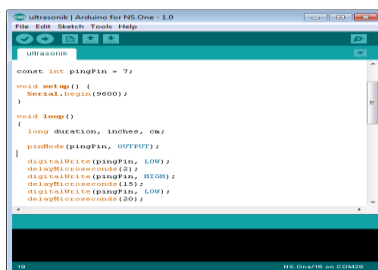 ultrasonik | Arduino for NS.One - 1.0
File Edit Sketch Tools Help
ultrasonik
const int pingPin = 7;
void setup() {
Serial.begin(9600);
}
void loop()
{
long duration, inches, cm;
pinMode(pingPin, OUTPUT);
digitalWrite(pingPin, LOW);
delayMicroseconds(2);
digitalWrite(pingPin, HIGH);
delayMicroseconds(15);
digitalWrite(pingPin, LOW);
delayMicroseconds(20);
10 NS.One/16 on COM28